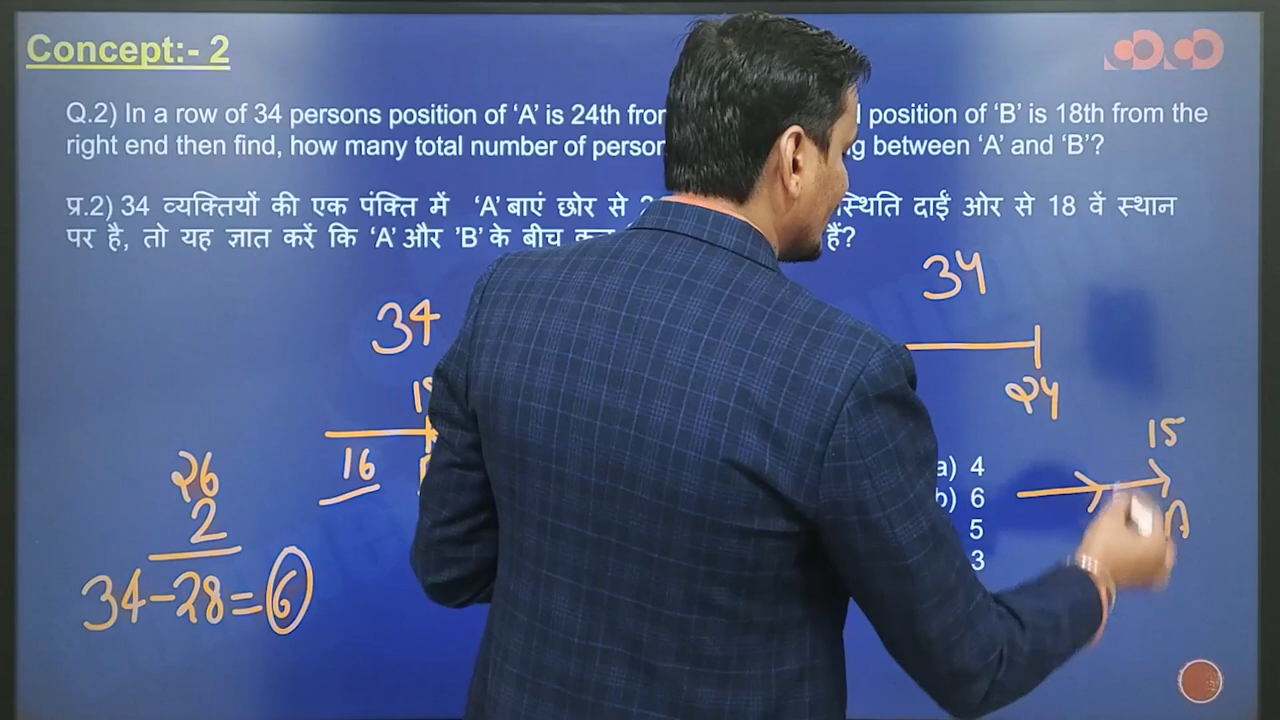 Concept:- 2
Q.2) In a row of 34 persons position of ‘A’ is 24th position of ‘B’ is 18th from the
right end then find, how many total number of between ‘A’ and ‘B’?
प्र.2) 34 व्यक्तियों की एक पंक्ति में ‘A’ बाएं छोर से दाईं ओर से 18 वें स्थान
पर है, तो यह ज्ञात करें कि ‘A’ और ’B’ के बीच हैं?
34
34
24
16
15
A
26
2
34-28=6
a) 4
b) 6
5
3